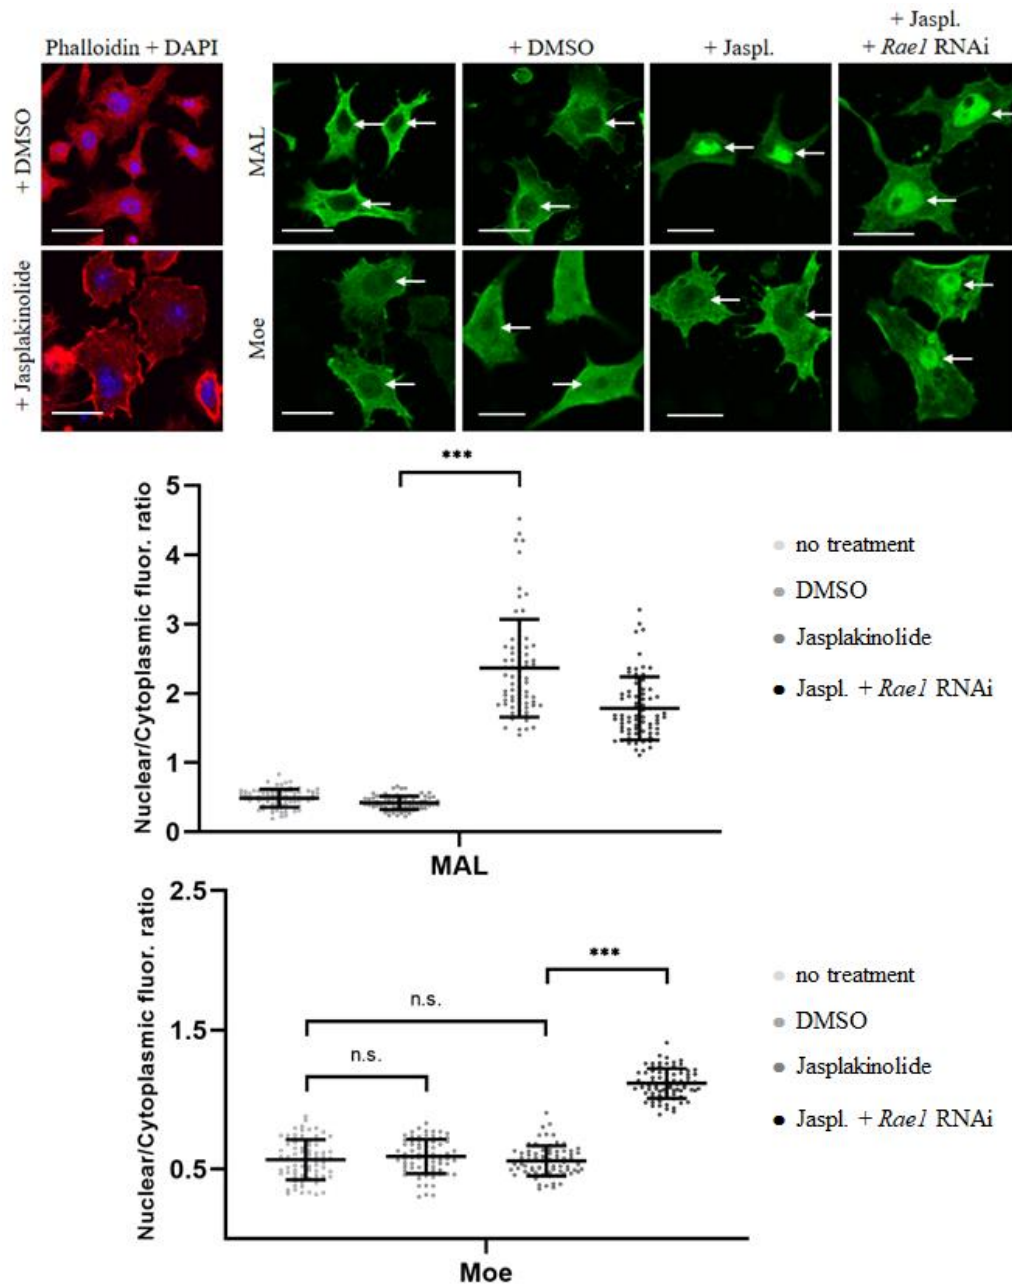 + Jaspl.
Phalloidin + DAPI
+ DMSO
+ Jaspl.
+ Rae1 RNAi
+ DMSO
MAL
+ Jasplakinolide
Moe
***
Nuclear/Cytoplasmic fluor. ratio
5
4
3
2
1
0
MAL
no treatment
DMSO
Jasplakinolide
Jaspl. + Rae1 RNAi
Nuclear/Cytoplasmic fluor. ratio
2.5
1.5
0.5
***
n.s.
n.s.
Moe
no treatment
DMSO
Jasplakinolide
Jaspl. + Rae1 RNAi